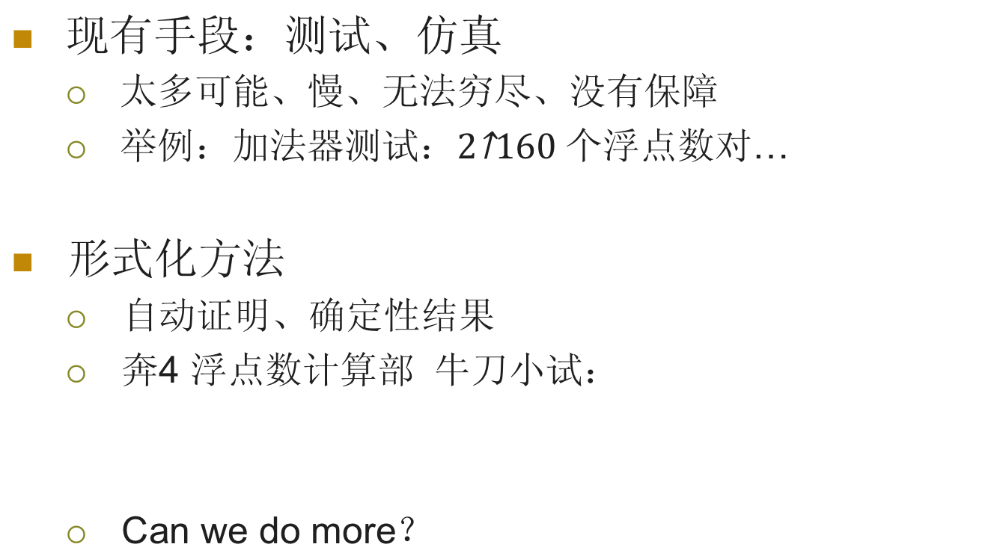 现有手段：测试、仿真
太多可能、慢、无法穷尽、没有保障
举例：加法器测试：2↑160 个浮点数对…
形式化方法
自动证明、确定性结果
奔4 浮点数计算部 牛刀小试：
Can we do more？